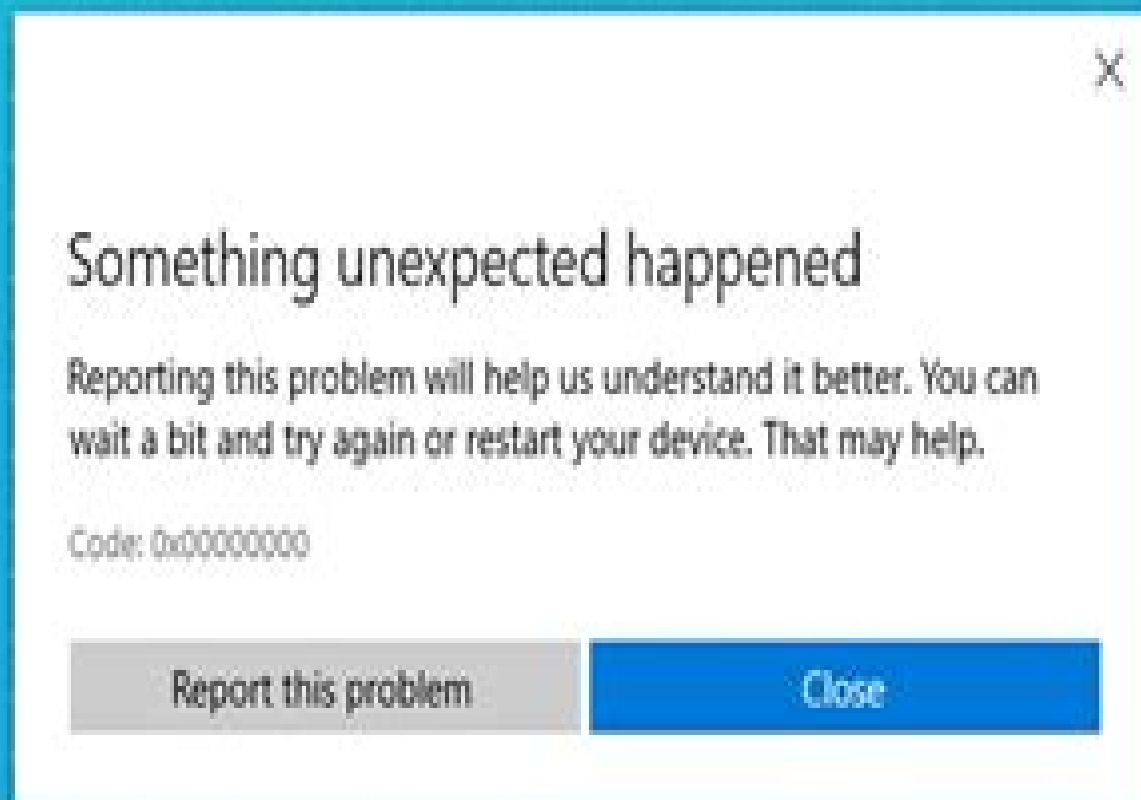 Something unexpected happened
Reporting this problem will help us understand it better. You can
wait a bit and try again or restart your device. That may help.
Code: 0x00000000
Report this problem
Close